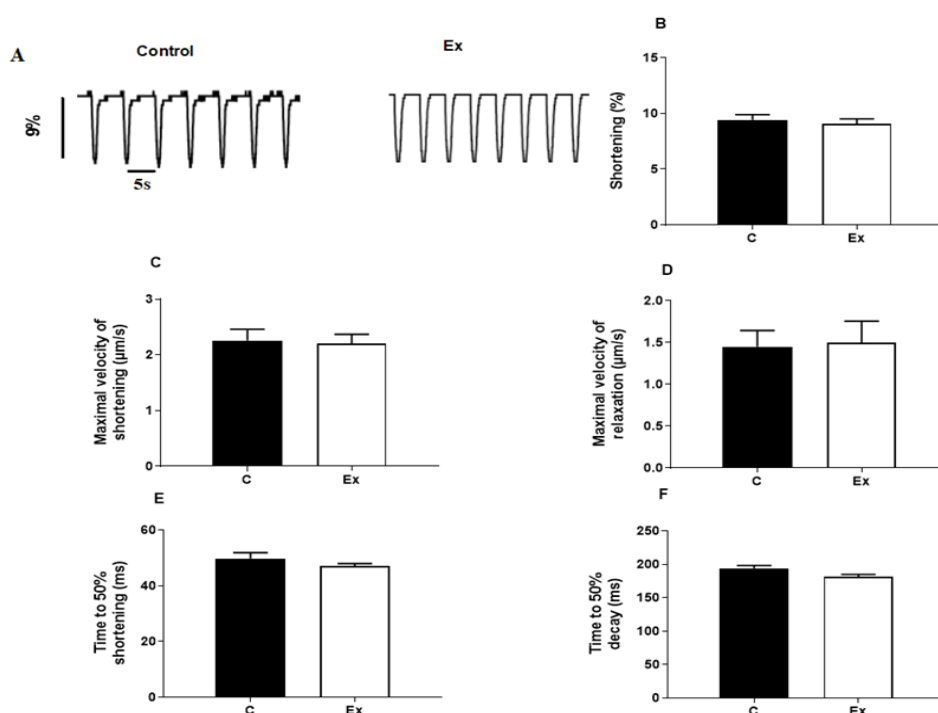 A
Control
Ex
9%
5s
B
Shortening (%)
15
10
5
0
C
Ex
C
Maximal velocity of
shortening (µm/s)
3
2
1
0
C
Ex
D
Maximal velocity of
relaxation (µm/s)
2.0
1.5
1.0
0.5
0.0
C
Ex
E
Time to 50%
shortening (ms)
60
40
20
0
C
Ex
F
Time to 50%
decay (ms)
250
200
150
100
50
0
C
Ex